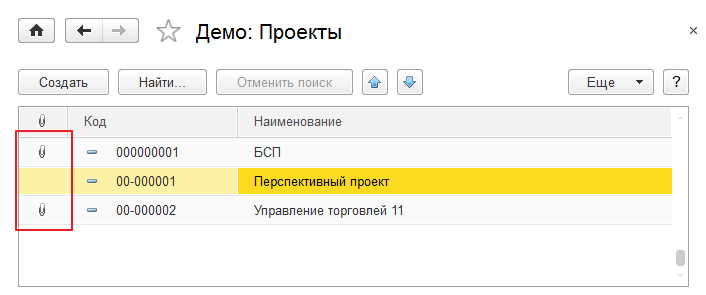 Демо: Проекты
Создать Найти... Отменить поиск Еще ?
Код Наименование
000000001 БСП
00-000001 Перспективный проект
00-000002 Управление торговлей 11